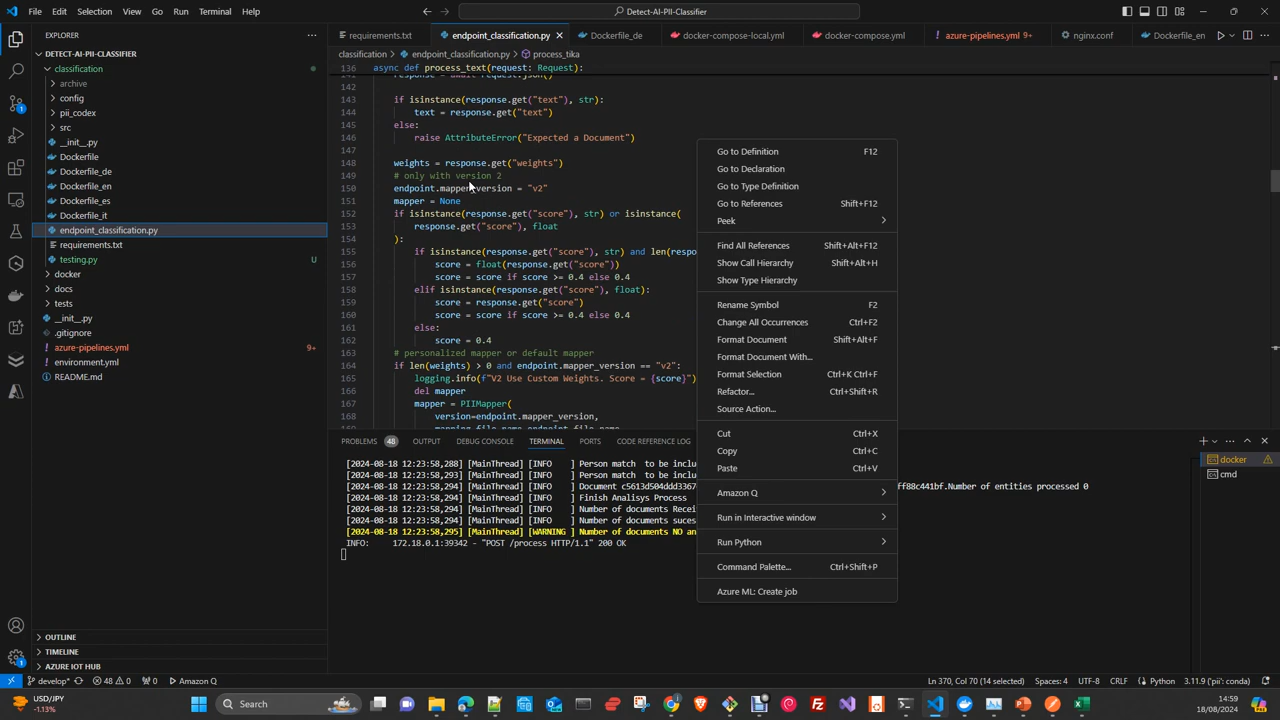 File Edit Selection View Go Run Terminal Help
Detect-AI-PII-Classifier
EXPLORER
requirements.txt endpoint_classification.py Dockerfile_de docker-compose-local.yml docker-compose.yml azure-pipelines.yml 9+ nginx.conf Dockerfile_en
DETECT-AI-PII-CLASSIFIER
classification
archive
config
pii_codex
src
__init__.py
Dockerfile
Dockerfile_de
Dockerfile_en
Dockerfile_es
Dockerfile_it
endpoint_classification.py
requirements.txt
testing.py U
docker
docs
tests
__init__.py
.gitignore
azure-pipelines.yml 9+
environment.yml
README.md
OUTLINE
TIMELINE
AZURE IOT HUB
classification > endpoint_classification.py > process_tika
136 async def process_text(request: Request):
142
143 if isinstance(response.get("text"), str):
144 text = response.get("text")
145 else:
146 raise AttributeError("Expected a Document")
147
148 weights = response.get("weights")
149 # only with version 2
150 endpoint.mapper_version = "v2"
151 mapper = None
152 if isinstance(response.get("score"), str) or isinstance(
153 response.get("score"), float
154 ):
155 if isinstance(response.get("score"), str) and len(respo
156 score = float(response.get("score"))
157 score = score if score >= 0.4 else 0.4
158 elif isinstance(response.get("score"), float):
159 score = response.get("score")
160 score = score if score >= 0.4 else 0.4
161 else:
162 score = 0.4
163 # personalized mapper or default mapper
164 if len(weights) > 0 and endpoint.mapper_version == "v2":
165 logging.info(f"V2 Use Custom Weights. Score = {score}")
166 del mapper
167 mapper = PIIMapper(
168 version=endpoint.mapper_version,
Go to Definition F12
Go to Declaration
Go to Type Definition
Go to References Shift+F12
Peek
Find All References Shift+Alt+F12
Show Call Hierarchy Shift+Alt+H
Show Type Hierarchy
Rename Symbol F2
Change All Occurrences Ctrl+F2
Format Document Shift+Alt+F
Format Document With...
Format Selection Ctrl+K Ctrl+F
Refactor... Ctrl+Shift+R
Source Action...
Cut Ctrl+X
Copy Ctrl+C
Paste Ctrl+V
Amazon Q
Run in Interactive window
Run Python
Command Palette... Ctrl+Shift+P
Azure ML: Create job
PROBLEMS 48 OUTPUT DEBUG CONSOLE TERMINAL PORTS CODE REFERENCE LOG
[2024-08-18 12:23:58,288] [MainThread] [INFO ] Person match to be inclu
[2024-08-18 12:23:58,293] [MainThread] [INFO ] Person match to be inclu
[2024-08-18 12:23:58,294] [MainThread] [INFO ] Document c5613d504ddd3367 ff88c441bf.Number of entities processed 0
[2024-08-18 12:23:58,294] [MainThread] [INFO ] Finish Analisys Process
[2024-08-18 12:23:58,294] [MainThread] [INFO ] Number of documents Recei
[2024-08-18 12:23:58,295] [MainThread] [INFO ] Number of documents suces
[2024-08-18 12:23:58,295] [MainThread] [WARNING ] Number of documents NO an
INFO: 172.18.0.1:39342 - "POST /process HTTP/1.1" 200 OK
docker
cmd
develop* 48 0 0 Amazon Q
Ln 370, Col 70 (14 selected) Spaces: 4 UTF-8 CRLF Python 3.11.9 ('pii': conda)
USD/JPY
-1.13%
Search
14:59
18/08/2024